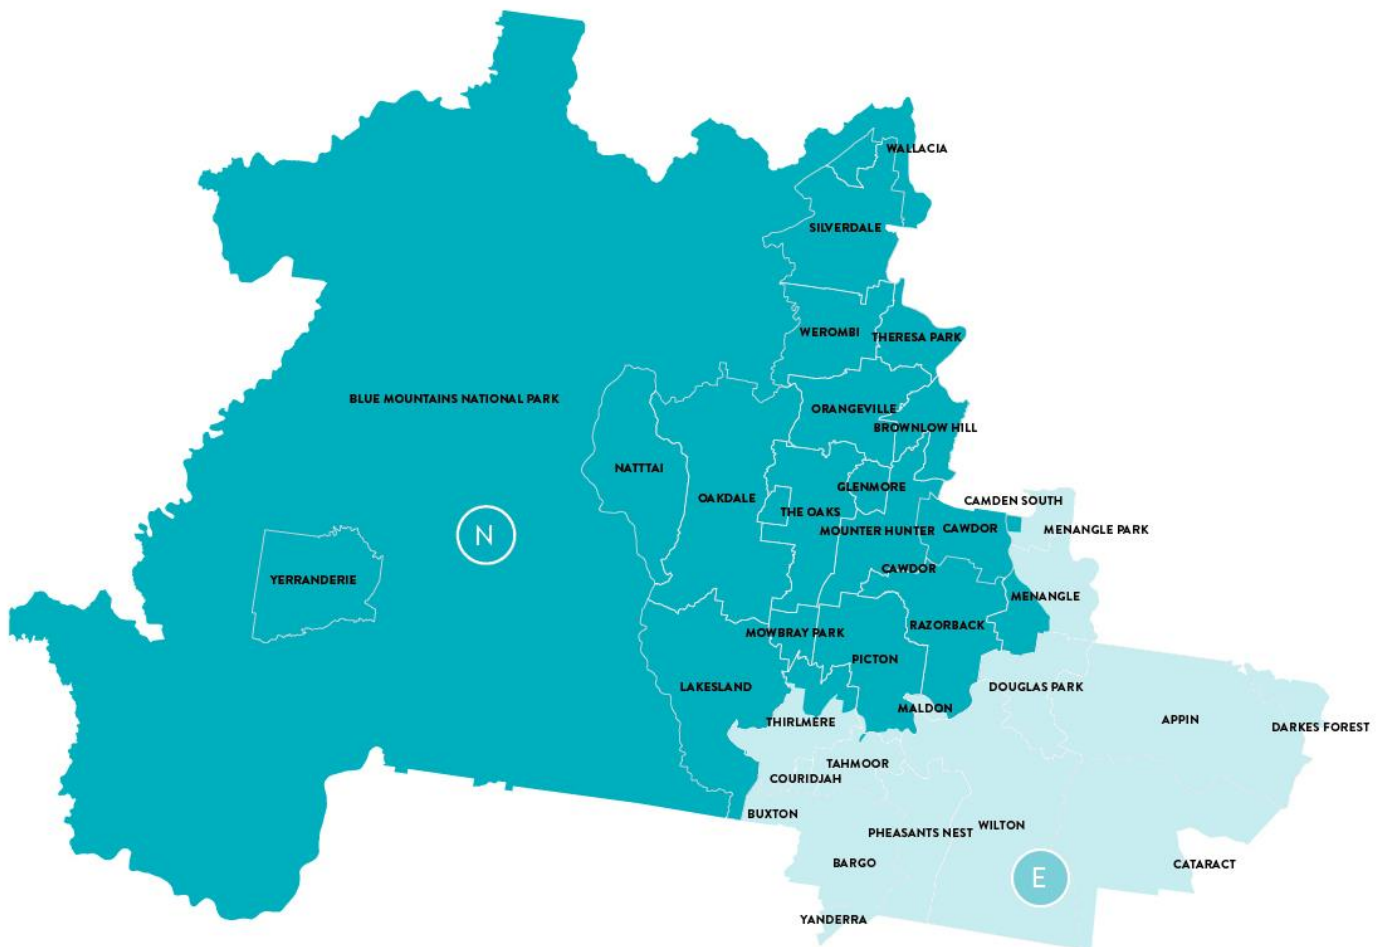 WALLACIA
SILVERDALE
WEROMBI
THERESA PARK
BLUE MOUNTAINS NATIONAL PARK
ORANGEVILLE
BROWNLOW HILL
NATTTAI
GLENMORE
OAKDALE
CAMDEN SOUTH
THE OAKS
MOUNTER HUNTER
CAWDOR
MENANGLE PARK
N
CAWDOR
YERRANDERIE
MENANGLE
MOWBRAY PARK
RAZORBACK
PICTON
LAKESLAND
DOUGLAS PARK
MALDON
THIRLMERE
APPIN
DARKES FOREST
TAHMOOR
COURIDJAH
BUXTON
PHEASANTS NEST
WILTON
BARGO
CATARACT
E
YANDERRA